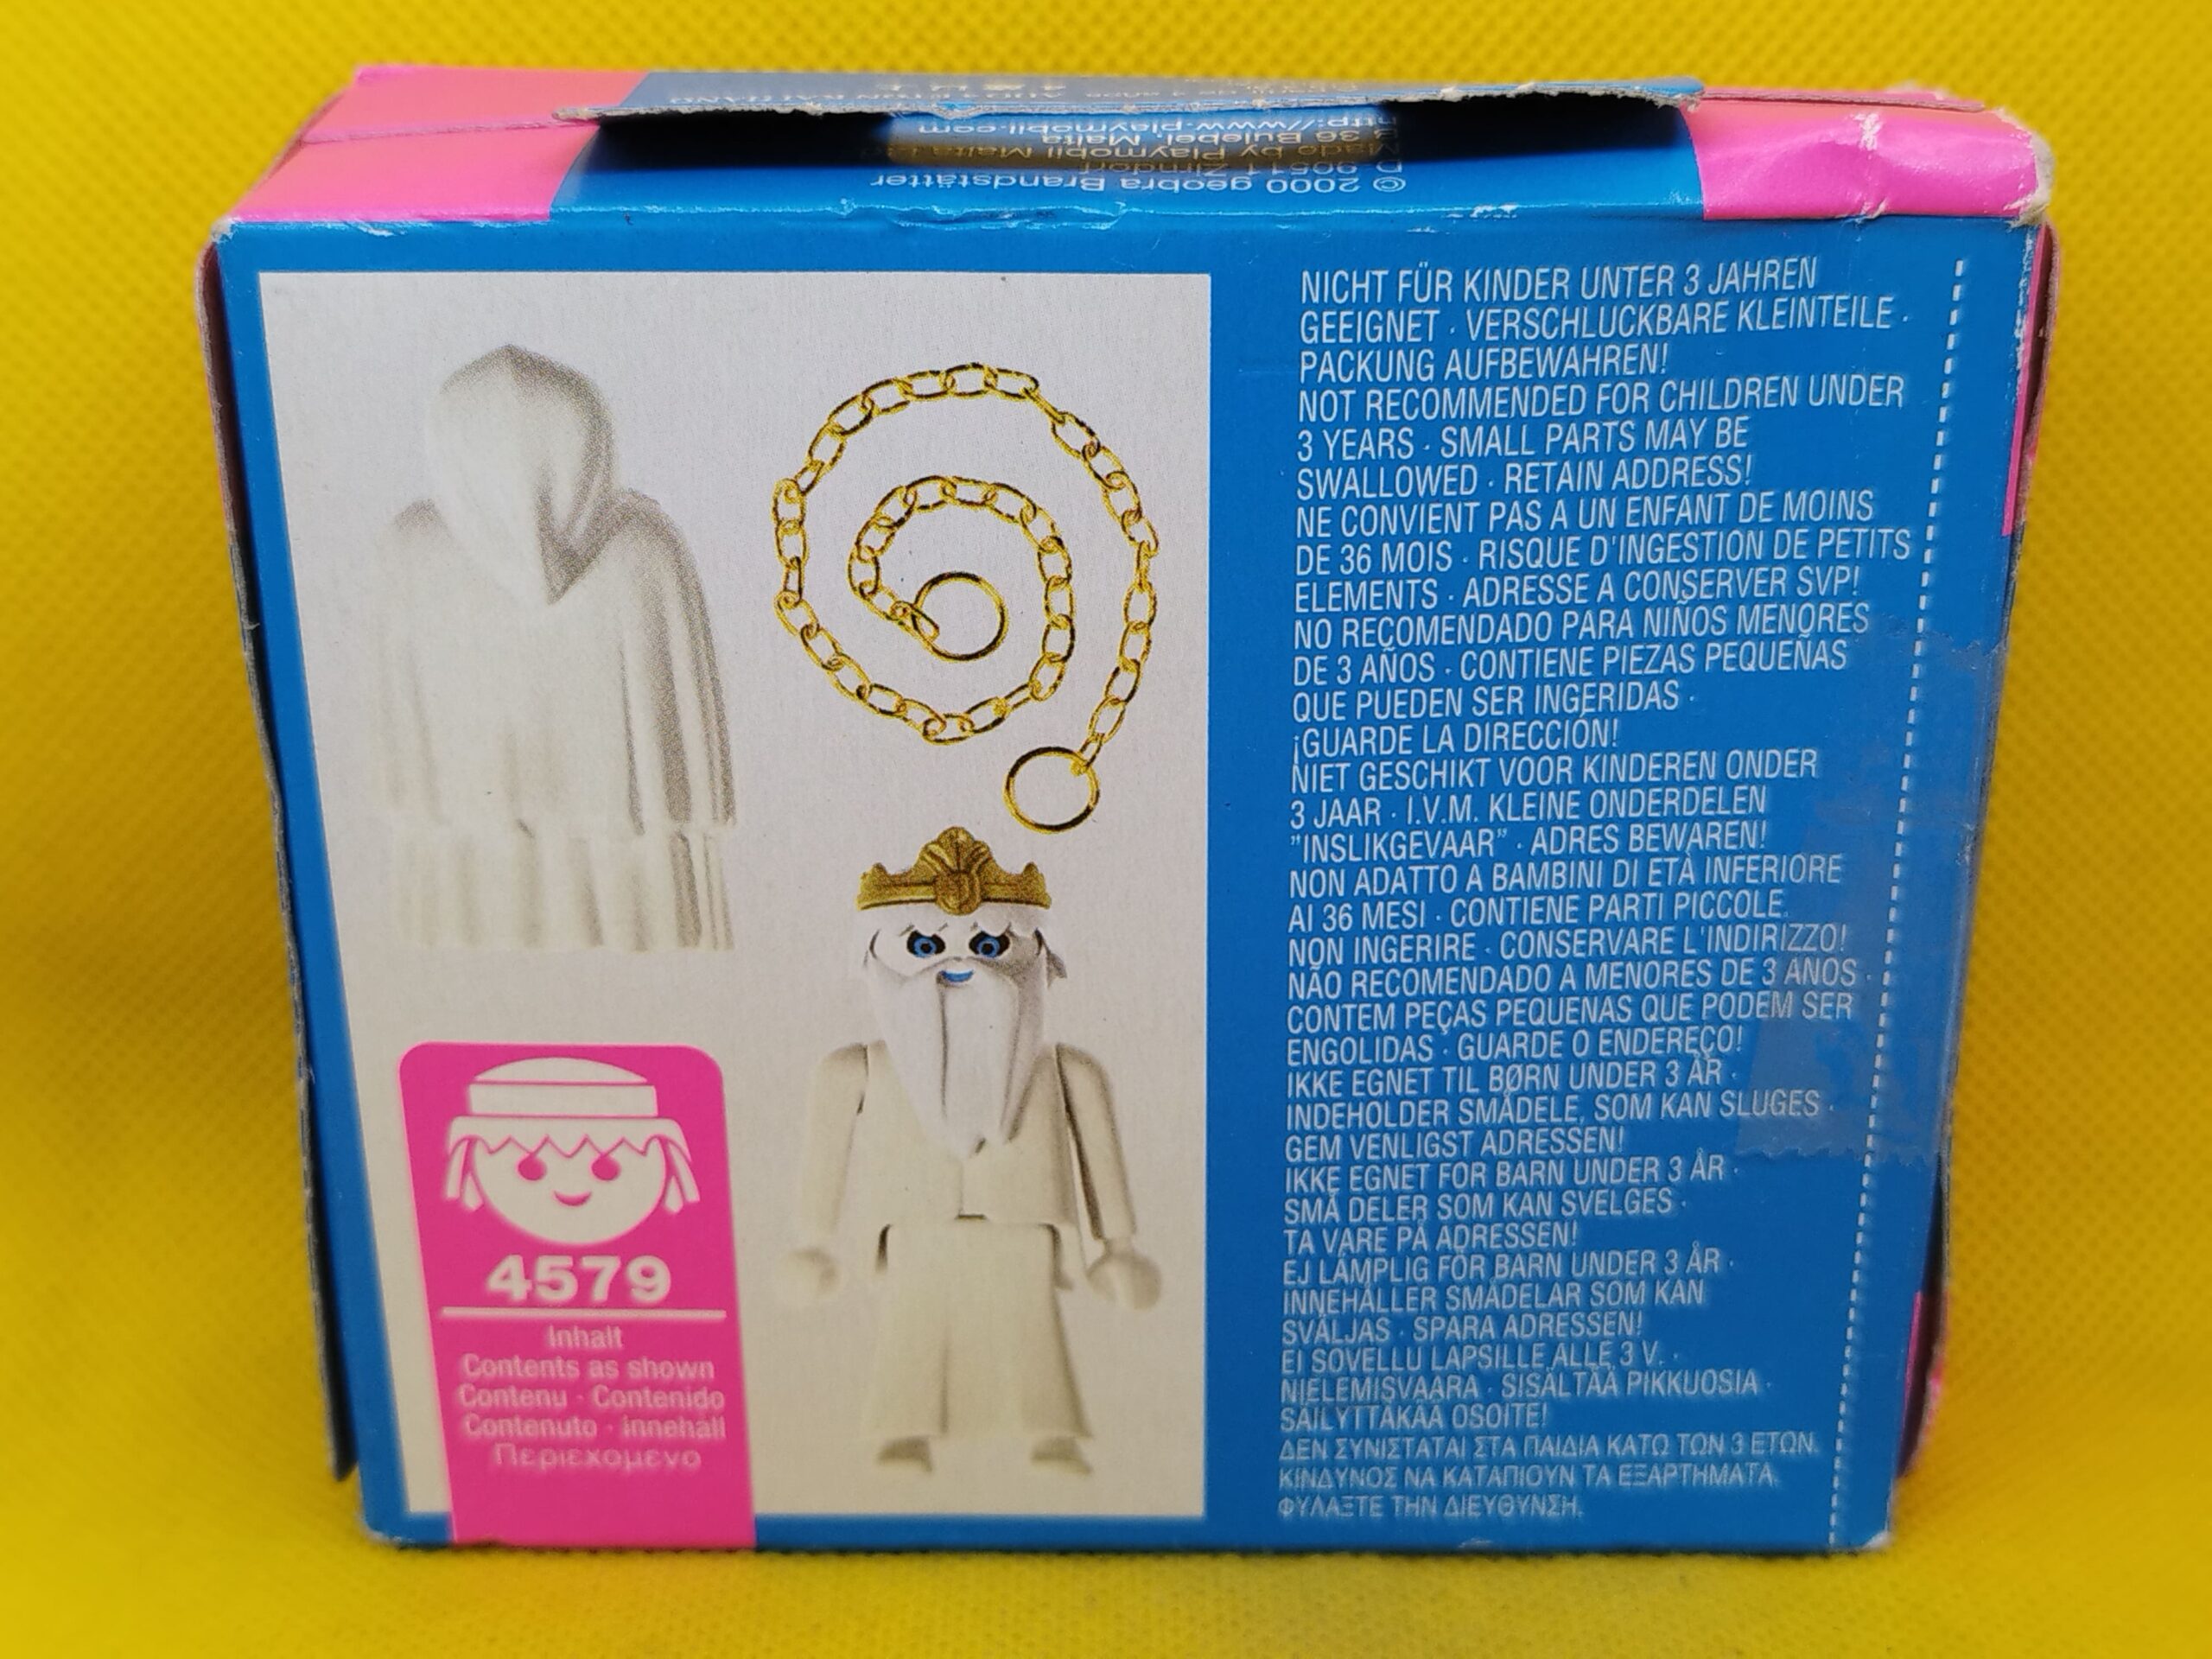 © 2000 geobra Brandstätter
D 90511 Zirndorf
Made by Playmobil Malta
B 36 Bulebel Malta
http://www.playmobil.com
NICHT FÜR KINDER UNTER 3 JAHREN
GEEIGNET · VERSCHLUCKBARE KLEINTEILE ·
PACKUNG AUFBEWAHREN!
NOT RECOMMENDED FOR CHILDREN UNDER
3 YEARS · SMALL PARTS MAY BE
SWALLOWED · RETAIN ADDRESS!
NE CONVIENT PAS A UN ENFANT DE MOINS
DE 36 MOIS · RISQUE D'INGESTION DE PETITS
ELEMENTS · ADRESSE A CONSERVER SVP!
NO RECOMENDADO PARA NIÑOS MENORES
DE 3 AÑOS · CONTIENE PIEZAS PEQUEÑAS
QUE PUEDEN SER INGERIDAS ·
¡GUARDE LA DIRECCIÓN!
NIET GESCHIKT VOOR KINDEREN ONDER
3 JAAR · I.V.M. KLEINE ONDERDELEN
"INSLIKGEVAAR" · ADRES BEWAREN!
NON ADATTO A BAMBINI DI ETÀ INFERIORE
AI 36 MESI · CONTIENE PARTI PICCOLE.
NON INGERIRE · CONSERVARE L'INDIRIZZO!
NÃO RECOMENDADO A MENORES DE 3 ANOS ·
CONTEM PEÇAS PEQUENAS QUE PODEM SER
ENGOLIDAS · GUARDE O ENDEREÇO!
IKKE EGNET TIL BØRN UNDER 3 ÅR ·
INDEHOLDER SMÅDELE, SOM KAN SLUGES ·
GEM VENLIGST ADRESSEN!
IKKE EGNET FOR BARN UNDER 3 ÅR ·
SMÅ DELER SOM KAN SVELGES ·
TA VARE PÅ ADRESSEN!
EJ LÄMPLIG FÖR BARN UNDER 3 ÅR ·
INNEHÅLLER SMÅDELAR SOM KAN
SVÄLJAS · SPARA ADRESSEN!
EI SOVELLU LAPSILLE ALLE 3 V. ·
NIELEMISVAARA · SISÄLTÄÄ PIKKUOSIA ·
SÄILYTTÄKÄÄ OSOITE!
ΔΕΝ ΣΥΝΙΣΤΑΤΑΙ ΣΤΑ ΠΑΙΔΙΑ ΚΑΤΩ ΤΩΝ 3 ΕΤΩΝ.
ΚΙΝΔΥΝΟΣ ΝΑ ΚΑΤΑΠΙΟΥΝ ΤΑ ΕΞΑΡΤΗΜΑΤΑ.
ΦΥΛΑΞΤΕ ΤΗΝ ΔΙΕΥΘΥΝΣΗ.
4579
Inhalt
Contents as shown
Contenu · Contenido
Contenuto · innehåll
Περιεχομενο